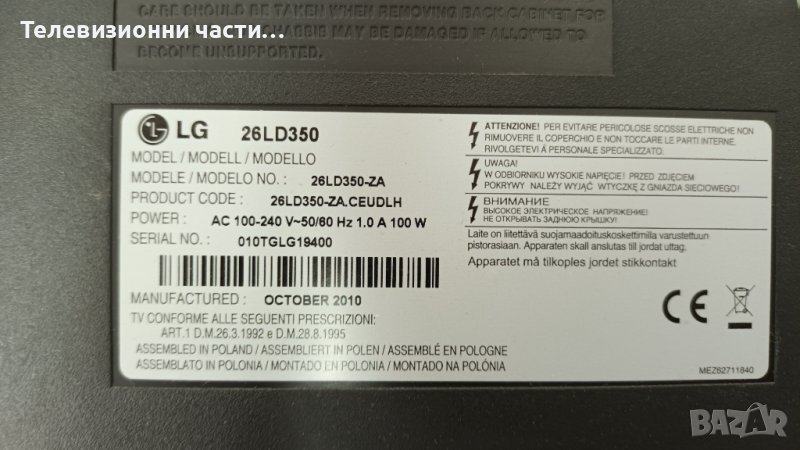 CARE SHOULD BE TAKEN WHEN REMOVING BACK CABINET FOR
MAY BE DAMAGED IF ALLOWED TO
BECOME UNSUPPORTED.
Телевизионни части...
LG 26LD350
MODEL / MODELL / MODELLO
MODELE / MODELO NO. : 26LD350-ZA
PRODUCT CODE : 26LD350-ZA.CEUDLH
POWER : AC 100-240 V~50/60 Hz 1.0 A 100 W
SERIAL NO. : 010TGLG19400
MANUFACTURED : OCTOBER 2010
TV CONFORME ALLE SEGUENTI PRESCRIZIONI:
ART.1 D.M.26.3.1992 e D.M.28.8.1995
ASSEMBLED IN POLAND / ASSEMBLIERT IN POLEN / ASSEMBLÉ EN POLOGNE
ASSEMBLATO IN POLONIA / MONTADO EN POLONIA / MONTADO NA POLÓNIA
ATTENZIONE! PER EVITARE PERICOLOSE SCOSSE ELETTRICHE NON
RIMUOVERE IL COPERCHIO E NON TOCCARE LE PARTI INTERNE.
RIVOLGETEVI A PERSONALE SPECIALIZZATO.
UWAGA!
W ODBIORNIKU WYSOKIE NAPIĘCIE! PRZED ZDJĘCIEM
POKRYWY NALEŻY WYJĄĆ WTYCZKĘ Z GNIAZDA SIECIOWEGO!
ВНИМАНИЕ
ВЫСОКОЕ ЭЛЕКТРИЧЕСКОЕ НАПРЯЖЕНИЕ!
НЕ ОТКРЫВАТЬ ЗАДНЮЮ КРЫШКУ!
Laite on liitettävä suojamaadoituskoskettimilla varustettuun
pistorasiaan. Apparaten skall anslutas till jordat uttag.
Apparatet må tilkoples jordet stikkontakt
CE
MEZ62711840
BAZAR